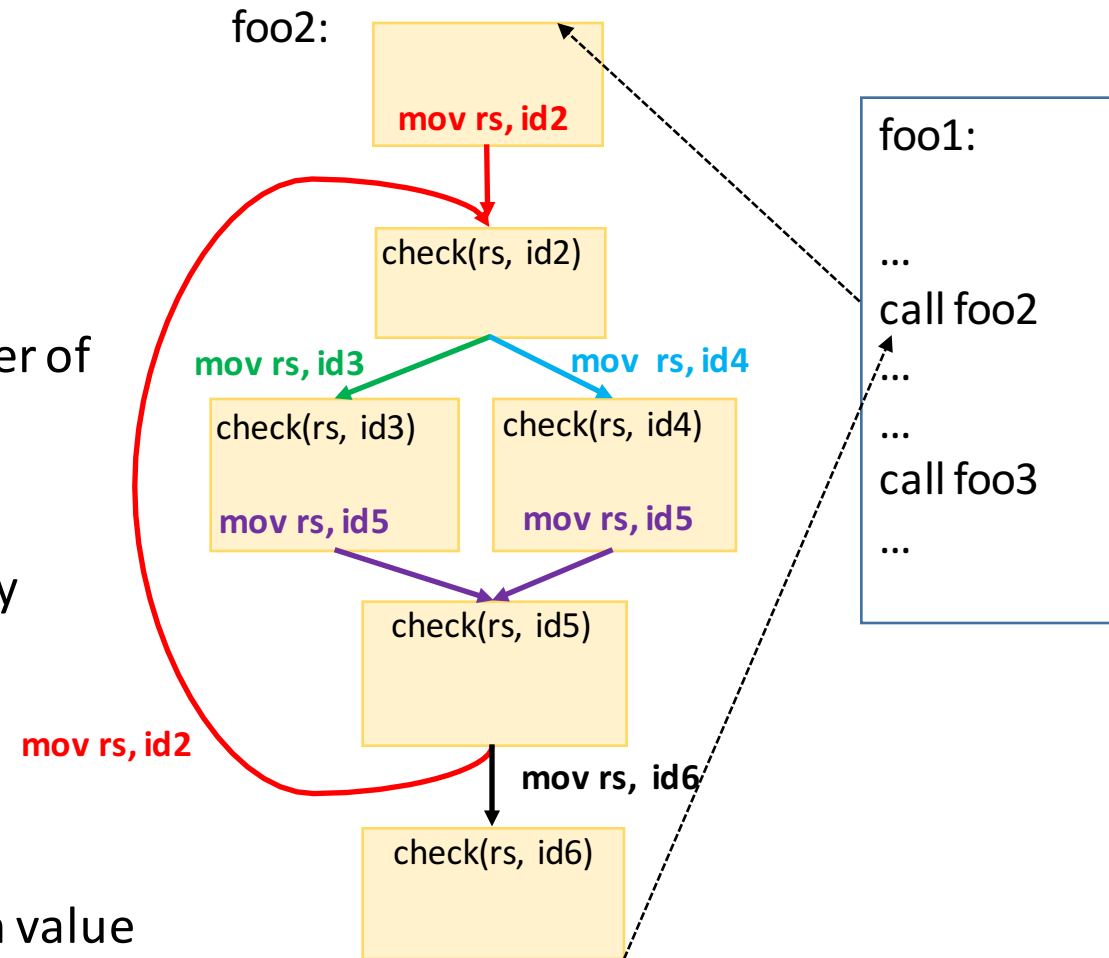 foo2:
mov rs, id2
check(rs, id2)
mov rs, id3
mov rs, id4
check(rs, id3)
mov rs, id5
check(rs, id4)
mov rs, id5
check(rs, id5)
mov rs, id2
mov rs, id6
check(rs, id6)
foo1:
...
call foo2
...
...
call foo3
...
er of
y
value